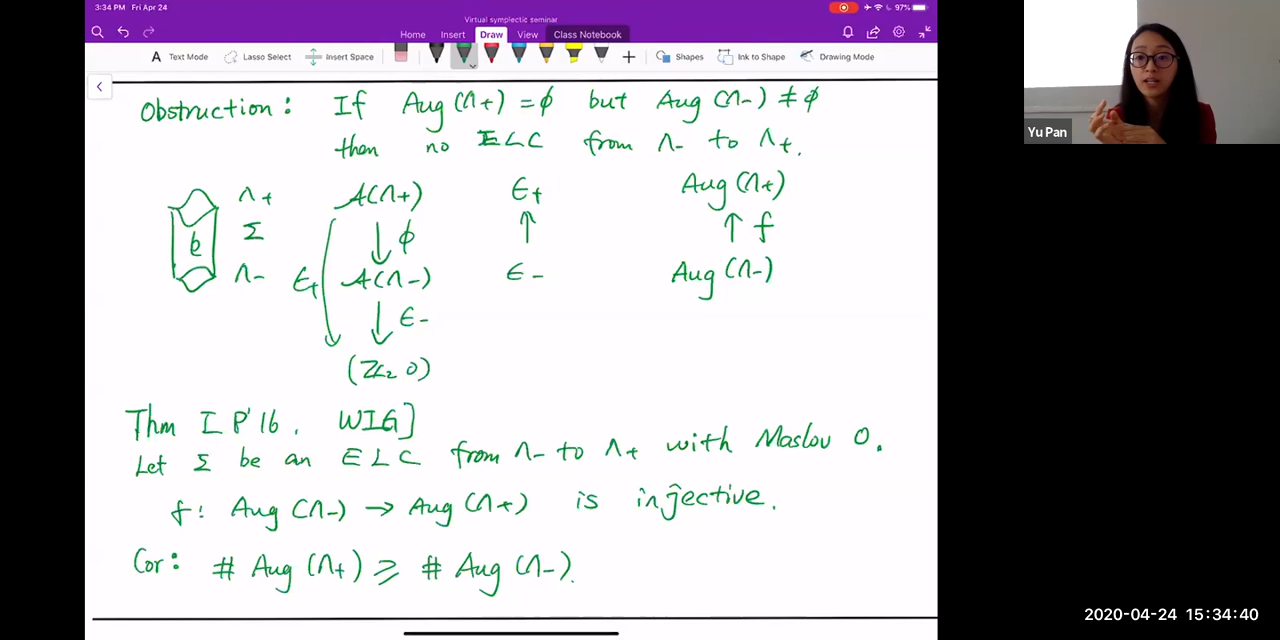 3:34 PM Fri Apr 24
97%
Virtual symplectic seminar
Home Insert Draw View Class Notebook
Text Mode Lasso Select Insert Space Shapes Ink to Shape Drawing Mode
Obstruction: If Aug (Λ+) = ϕ but Aug (Λ-) ≠ ϕ
then no ELC from Λ- to Λ+.
Λ+ A(Λ+) ϵ+ Aug (Λ+)
Σ ↓ ϕ ↑ ↑ f
Λ- ϵ+ A(Λ-) ϵ- Aug (Λ-)
↓ ϵ-
(ℤ2 0)
Thm [P'16, WIG]
Let Σ be an ELC from Λ- to Λ+ with Maslov 0.
f: Aug (Λ-) → Aug (Λ+) is injective.
Cor: # Aug (Λ+) ⩾ # Aug (Λ-).
Yu Pan
2020-04-24 15:34:40